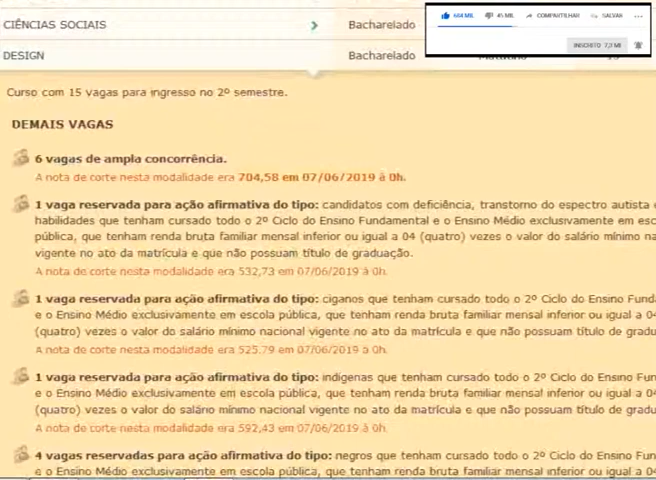 CIÊNCIAS SOCIAIS Bacharelado
664 MIL 45 MIL COMPARTILHAR SALVAR
INSCRITO 7,7 MI
DESIGN Bacharelado Matutino 15
Curso com 15 vagas para ingresso no 2º semestre.
DEMAIS VAGAS
6 vagas de ampla concorrência.
A nota de corte nesta modalidade era 704,58 em 07/06/2019 à 0h.
1 vaga reservada para ação afirmativa do tipo: candidatos com deficiência, transtorno do espectro autista e
habilidades que tenham cursado todo o 2º Ciclo do Ensino Fundamental e o Ensino Médio exclusivamente em esc
pública, que tenham renda bruta familiar mensal inferior ou igual a 04 (quatro) vezes o valor do salário mínimo na
vigente no ato da matrícula e que não possuam título de graduação.
A nota de corte nesta modalidade era 532,73 em 07/06/2019 à 0h.
1 vaga reservada para ação afirmativa do tipo: ciganos que tenham cursado todo o 2º Ciclo do Ensino Fund
e o Ensino Médio exclusivamente em escola pública, que tenham renda bruta familiar mensal inferior ou igual a 04
(quatro) vezes o valor do salário mínimo nacional vigente no ato da matrícula e que não possuam título de gradu
A nota de corte nesta modalidade era 525,79 em 07/06/2019 à 0h.
1 vaga reservada para ação afirmativa do tipo: indígenas que tenham cursado todo o 2º Ciclo do Ensino Fun
e o Ensino Médio exclusivamente em escola pública, que tenham renda bruta familiar mensal inferior ou igual a 04
(quatro) vezes o valor do salário mínimo nacional vigente no ato da matrícula e que não possuam título de gradu
A nota de corte nesta modalidade era 592,43 em 07/06/2019 à 0h.
4 vagas reservadas para ação afirmativa do tipo: negros que tenham cursado todo o 2º Ciclo do Ensino Fun
e o Ensino Médio exclusivamente em escola pública, que tenham renda bruta familiar mensal inferior ou igual a 04